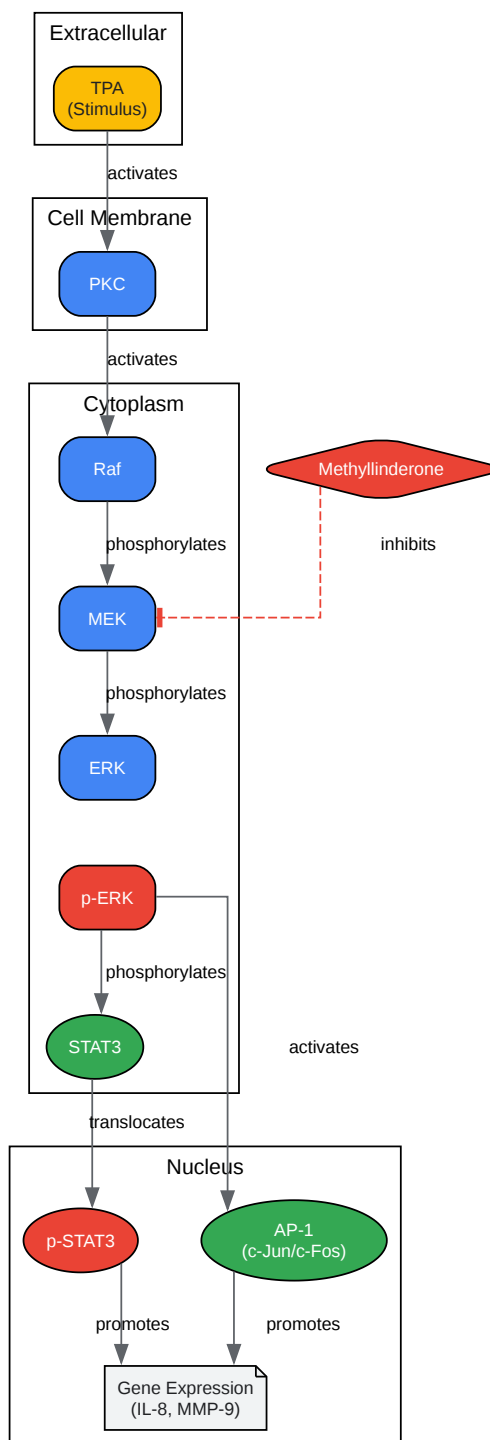 Extracellular
TPA
(Stimulus)
activates
Cell Membrane
PKC
activates
Cytoplasm
Raf
Methyllinderone
phosphorylates
inhibits
MEK
phosphorylates
ERK
p-ERK
phosphorylates
STAT3
activates
translocates
Nucleus
p-STAT3
AP-1
(c-Jun/c-Fos)
promotes
promotes
Gene Expression
(IL-8, MMP-9)